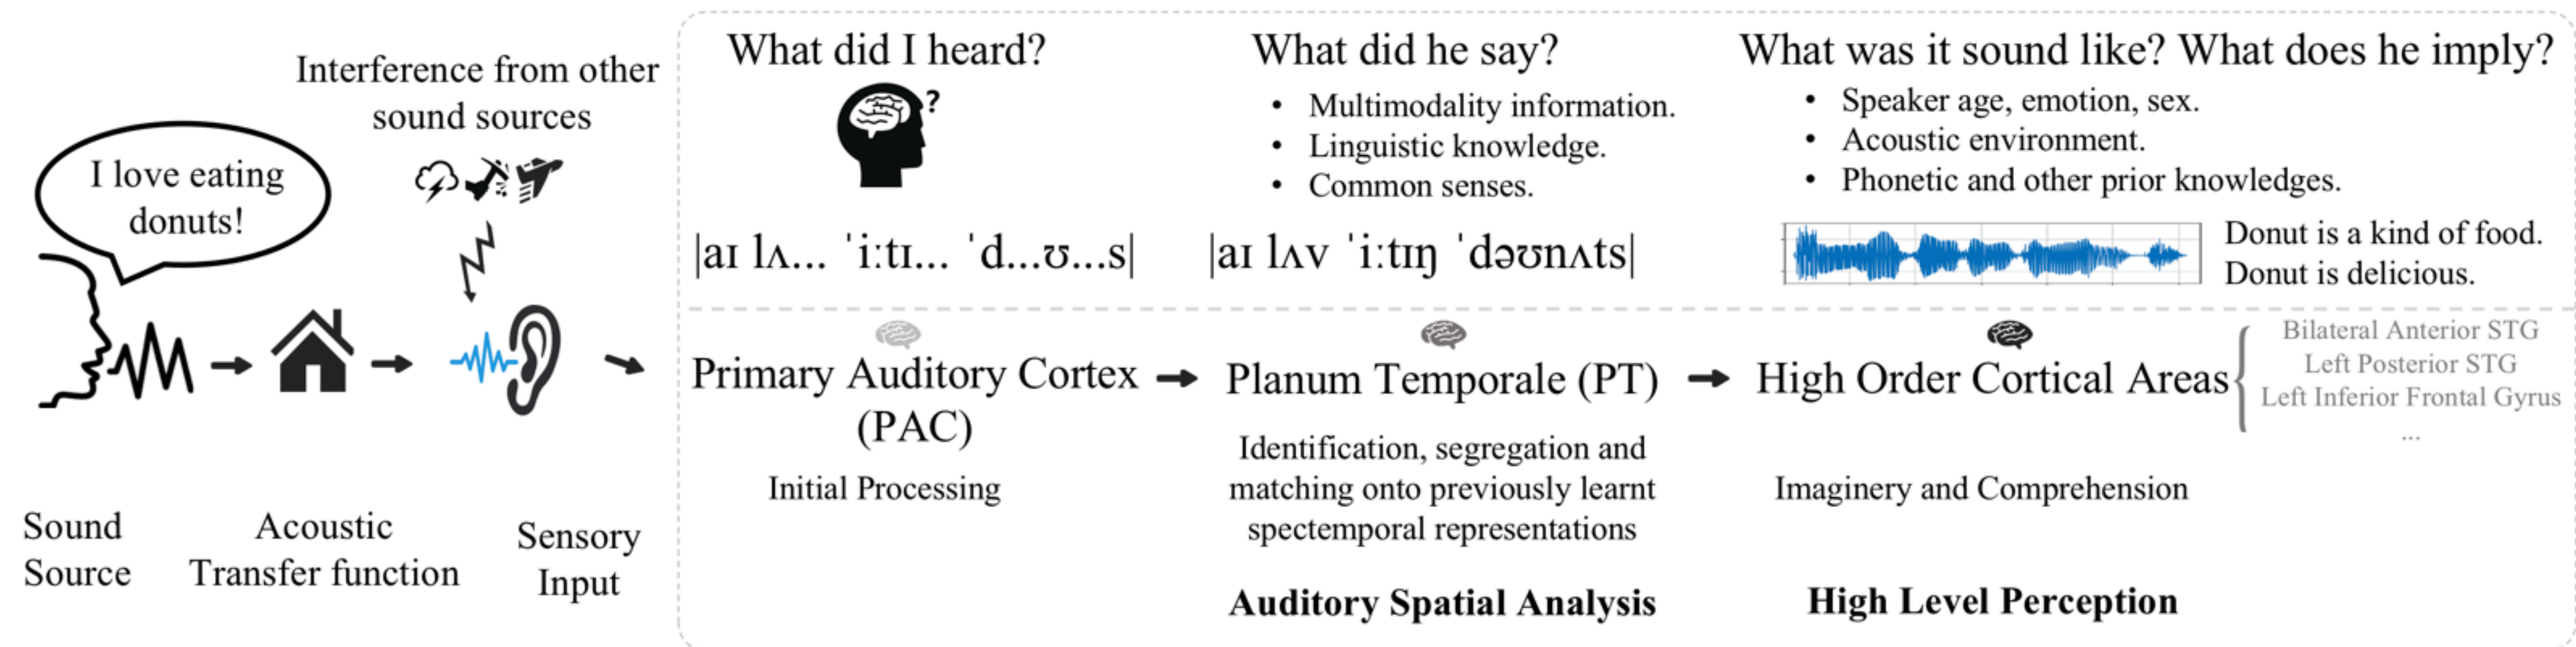 I love eating
donuts!
Interference from other
sound sources
Sound
Source
Acoustic
Transfer function
Sensory
Input
What did I heard?
?
|aɪ lʌ... ˈiːtɪ... ˈd...ʊ...s|
Primary Auditory Cortex
(PAC)
Initial Processing
What did he say?
• Multimodality information.
• Linguistic knowledge.
• Common senses.
|aɪ lʌv ˈiːtɪŋ ˈdəʊnʌts|
Planum Temporale (PT)
Identification, segregation and
matching onto previously learnt
spectemporal representations
Auditory Spatial Analysis
What was it sound like? What does he imply?
• Speaker age, emotion, sex.
• Acoustic environment.
• Phonetic and other prior knowledges.
Donut is a kind of food.
Donut is delicious.
High Order Cortical Areas
Bilateral Anterior STG
Left Posterior STG
Left Inferior Frontal Gyrus
...
Imaginery and Comprehension
High Level Perception